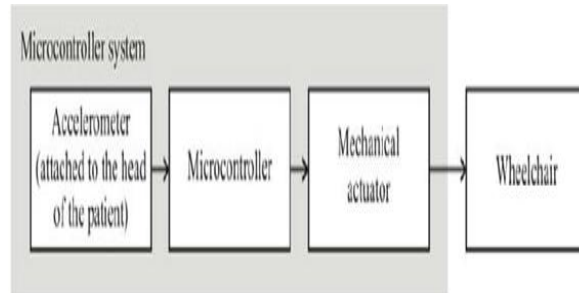 Microcontroller system
Accelerometer
(attached to the head
of the patient)
Microcontroller
Mechanical
actuator
Wheelchair